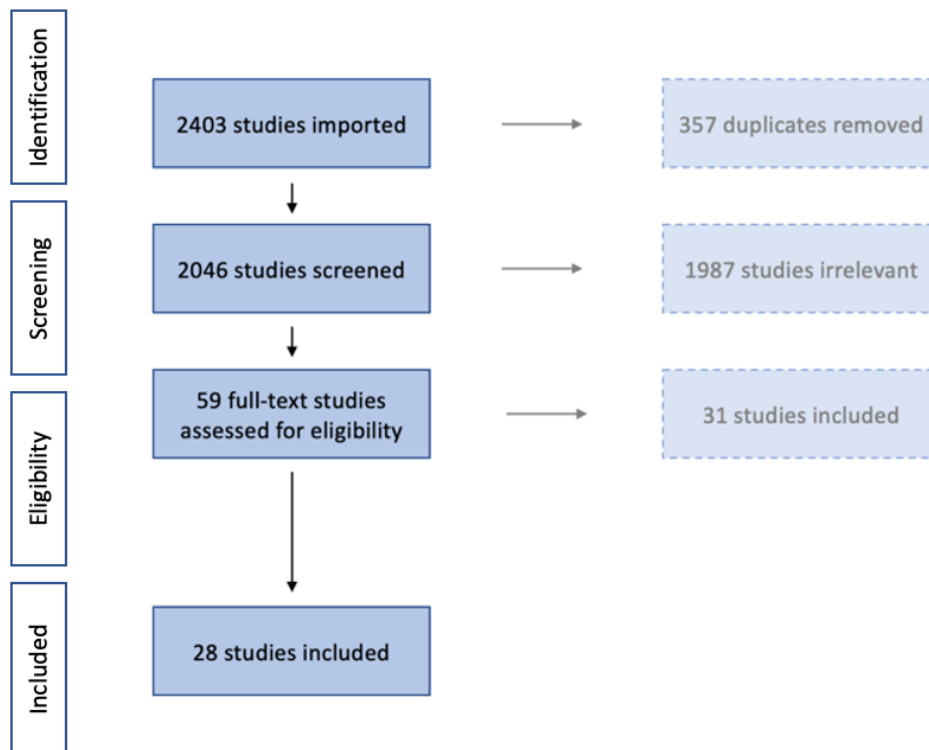 Identification
2403 studies imported
357 duplicates removed
Screening
2046 studies screened
1987 studies irrelevant
Eligibility
59 full-text studies
assessed for eligibility
31 studies included
Included
28 studies included